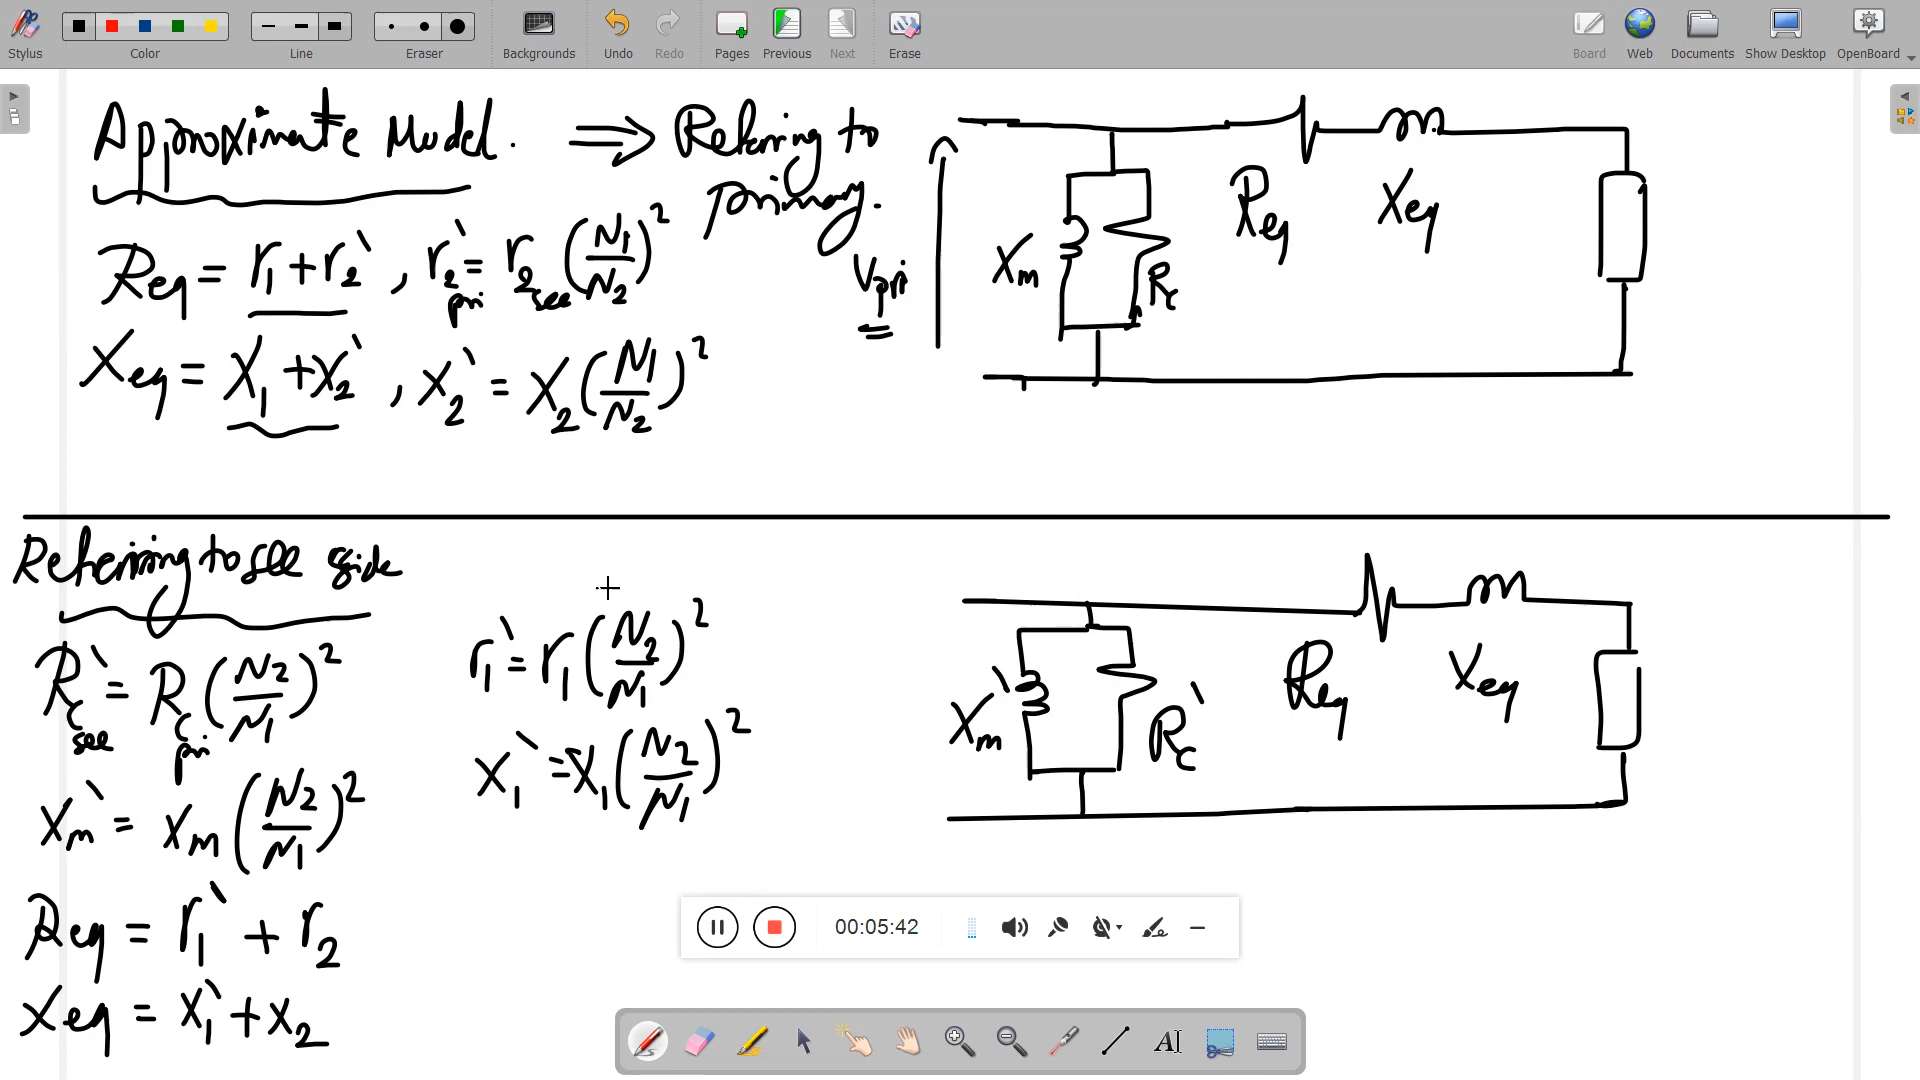 Stylus Color Line Eraser Backgrounds Undo Redo Pages Previous Next Erase Board Web Documents Show Desktop OpenBoard
Approximate Model. ⇒ Referring to
primary.
Req = r₁ + r₂` , r₂` = r₂ (N₁/N₂)²
pri sec
Xeq = X₁ + X₂` , X₂` = X₂ (N₁/N₂)²
Vpri
Xm
Rc
Req
Xeq
Referring to sec side
Rc` = Rc (N₂/N₁)²
sec pri
Xm` = Xm (N₂/N₁)²
Req = r₁` + r₂
Xeq = X₁` + X₂
r₁` = r₁ (N₂/N₁)²
X₁` = X₁ (N₂/N₁)²
Xm`
Rc`
Req
Xeq
00:05:42